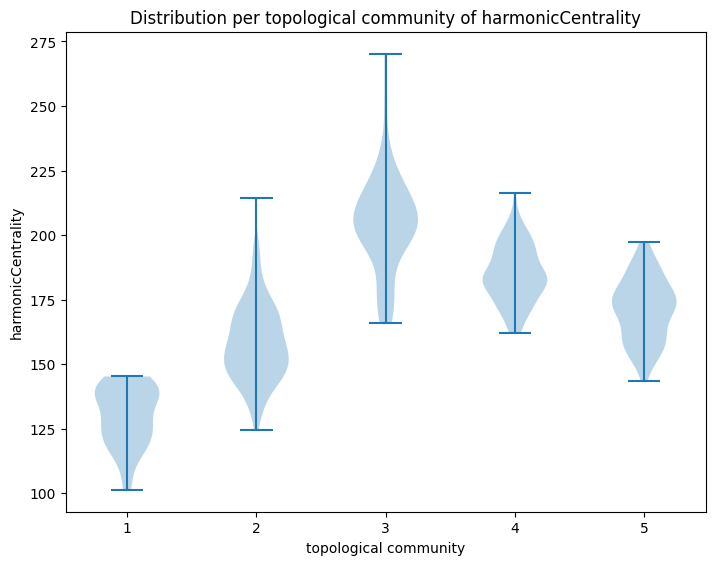 Distribution per topological community of harmonicCentrality
275
250
225
200
175
150
125
100
harmonicCentrality
1 2 3 4 5
topological community